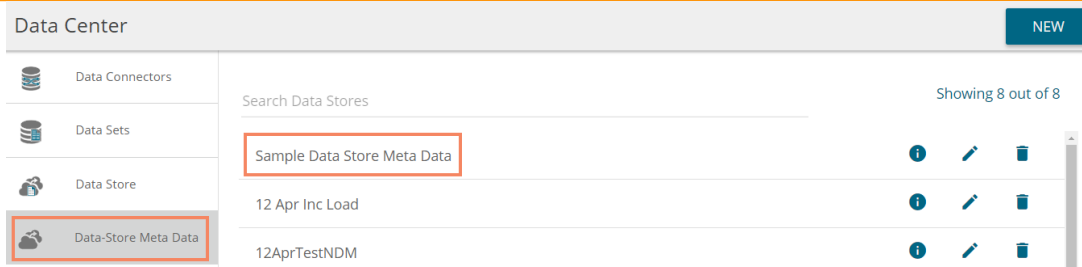 Data Center
NEW
Data Connectors
Data Sets
Data Store
Data-Store Meta Data
Search Data Stores
Showing 8 out of 8
Sample Data Store Meta Data
12 Apr Inc Load
12AprTestNDM